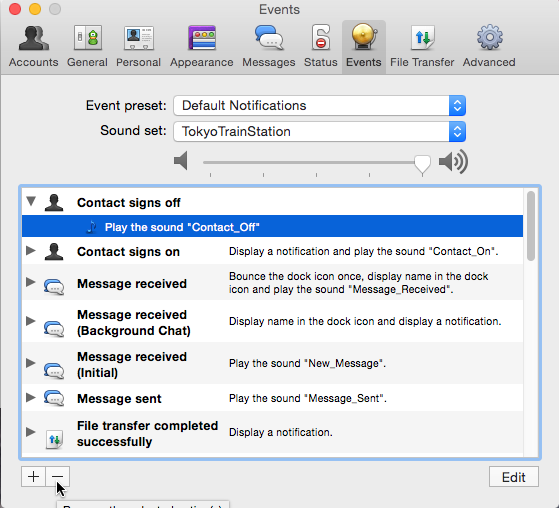 Events
Accounts General Personal Appearance Messages Status Events File Transfer Advanced
Event preset: Default Notifications
Sound set: TokyoTrainStation
Contact signs off
Play the sound "Contact_Off"
Contact signs on Display a notification and play the sound "Contact_On".
Message received Bounce the dock icon once, display name in the dock
icon and play the sound "Message_Received".
Message received
(Background Chat) Display name in the dock icon and display a notification.
Message received
(Initial) Play the sound "New_Message".
Message sent Play the sound "Message_Sent".
File transfer completed
successfully Display a notification.
+ − Edit